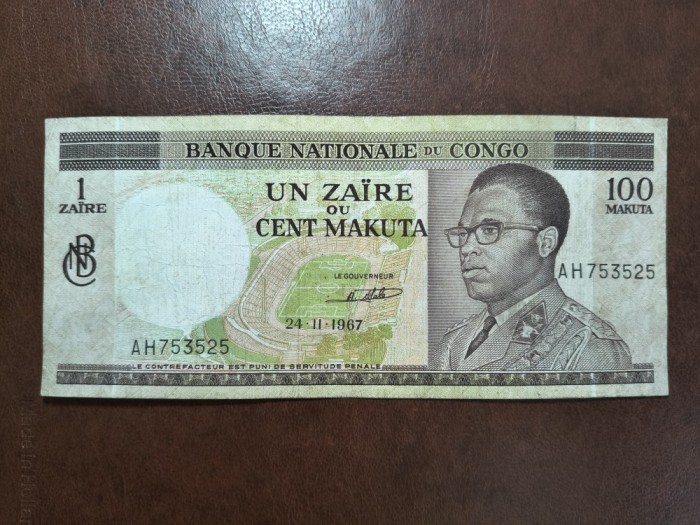 BANQUE NATIONALE DU CONGO
1
ZAÏRE
UN ZAÏRE
OU
CENT MAKUTA
100
MAKUTA
BNC
LE GOUVERNEUR
24-11-1967
AH753525
AH753525
LE CONTREFACTEUR EST PUNI DE SERVITUDE PENALE